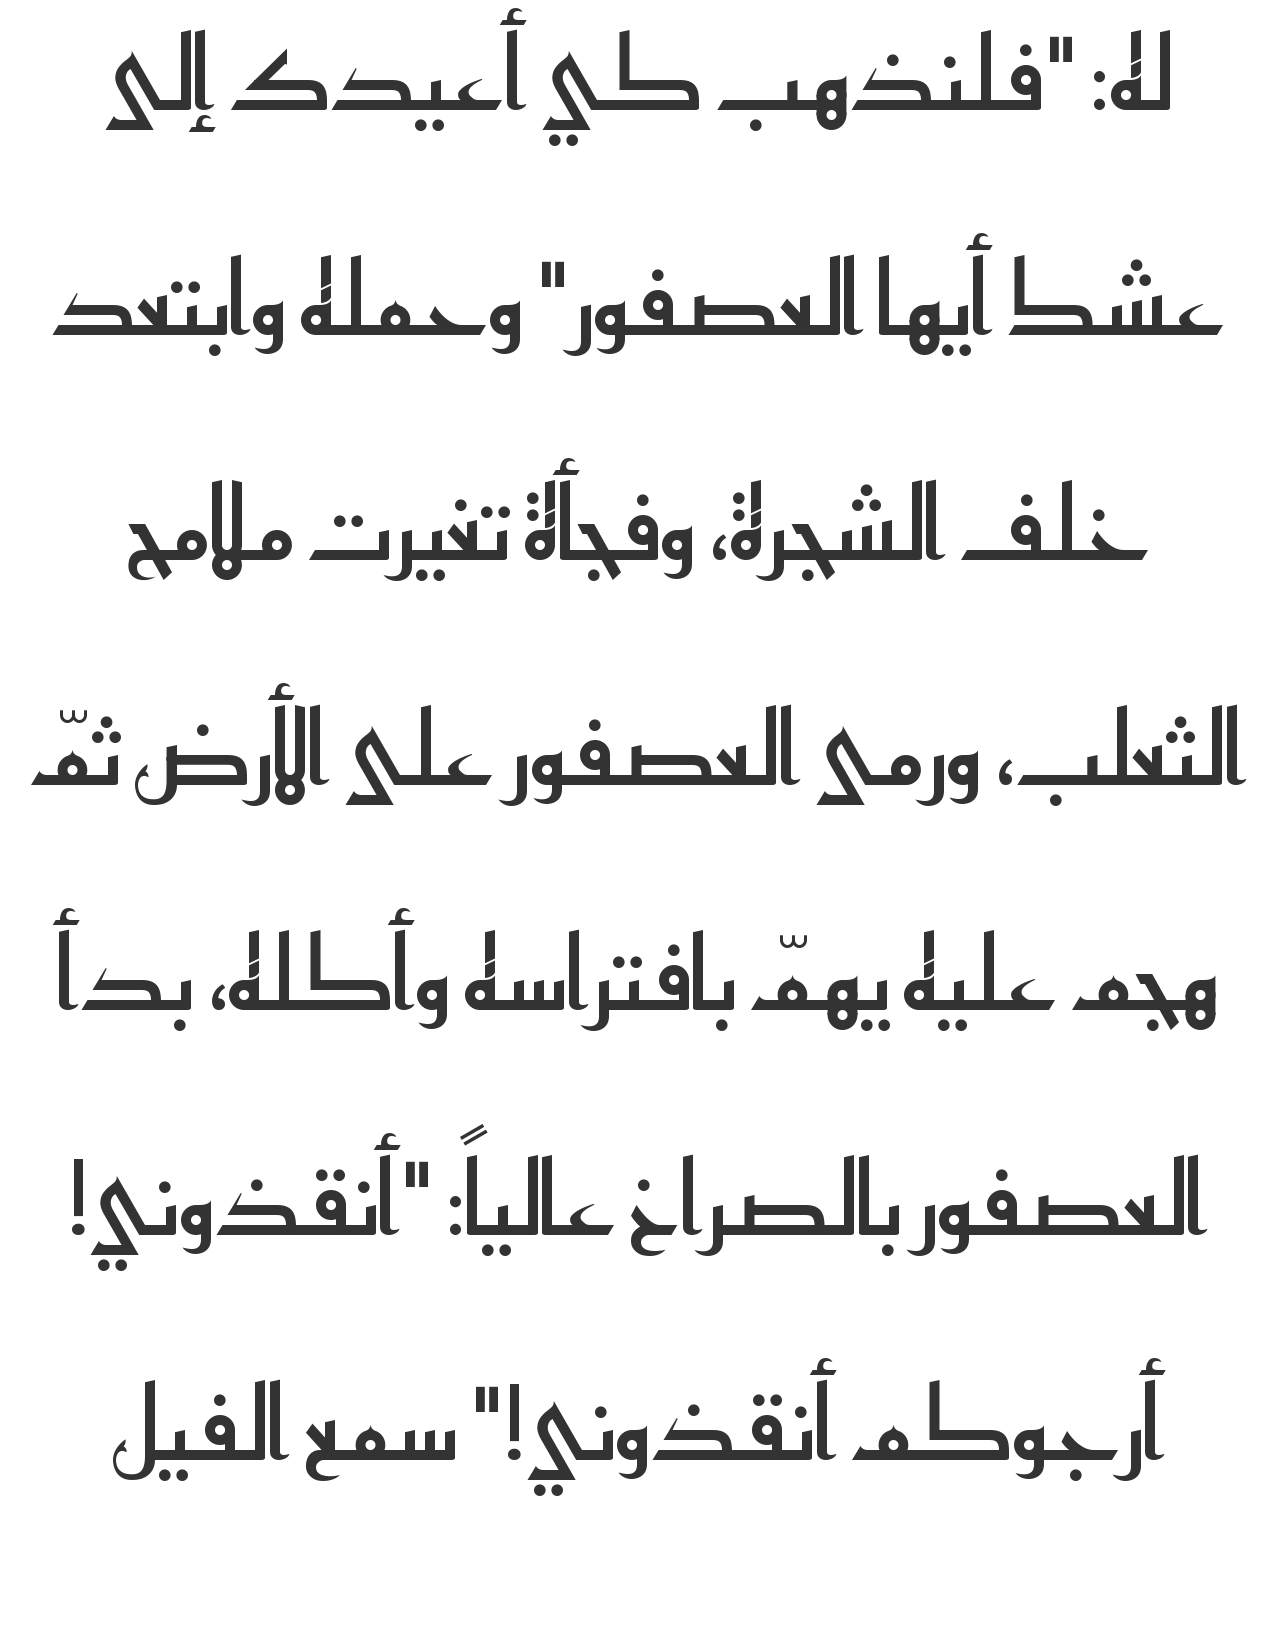 له: "فلنذهب كي أعيدك إلى
عشك أيها العصفور" وحمله وابتعد
خلف الشجرة، وفجأة تغيرت ملامح
الثعلب، ورمى العصفور على الأرض ثمّ
هجم عليه يهمّ بافتراسه وأكله، بدأ
العصفور بالصراخ عالياً: "أنقذوني!
أرجوكم أنقذوني!" سمع الفيل